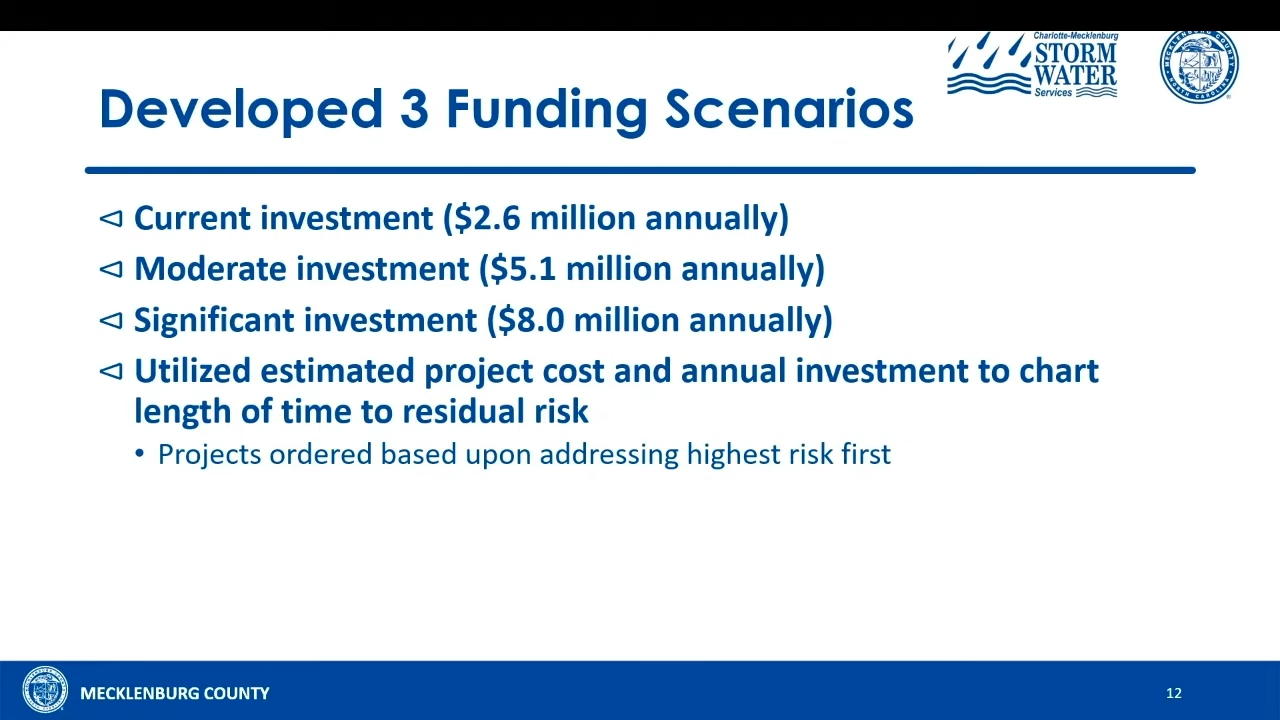 Charlotte-Mecklenburg
STORM
WATER
Services
Developed 3 Funding Scenarios
Current investment ($2.6 million annually)
Moderate investment ($5.1 million annually)
Significant investment ($8.0 million annually)
Utilized estimated project cost and annual investment to chart
length of time to residual risk
• Projects ordered based upon addressing highest risk first
MECKLENBURG COUNTY
12